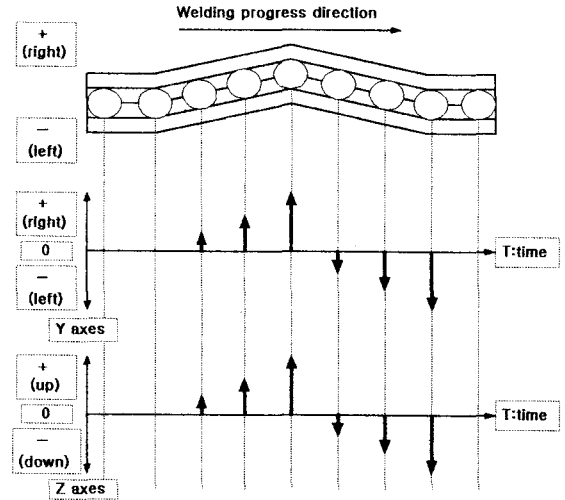 Welding progress direction
+
(right)
−
(left)
+
(right)
0
T:time
−
(left)
Y axes
+
(up)
0
T:time
−
(down)
Z axes